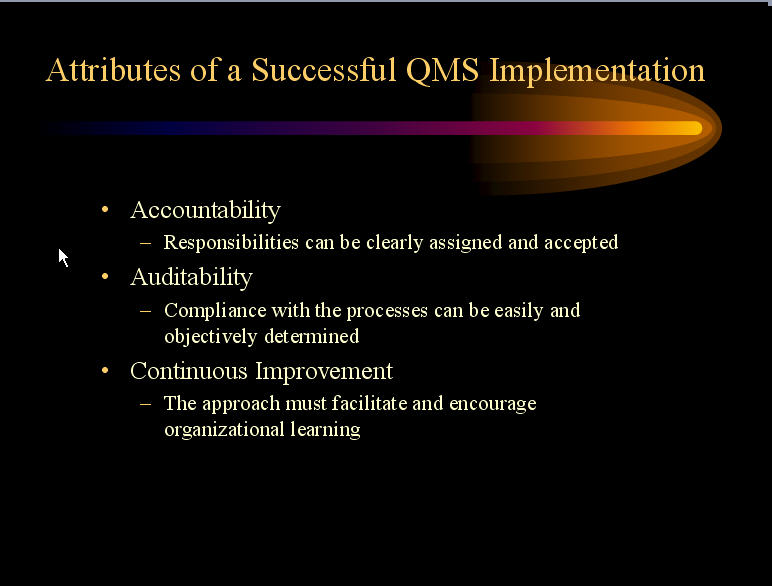 Attributes of a Successful QMS Implementation
• Accountability
– Responsibilities can be clearly assigned and accepted
• Auditability
– Compliance with the processes can be easily and
objectively determined
• Continuous Improvement
– The approach must facilitate and encourage
organizational learning